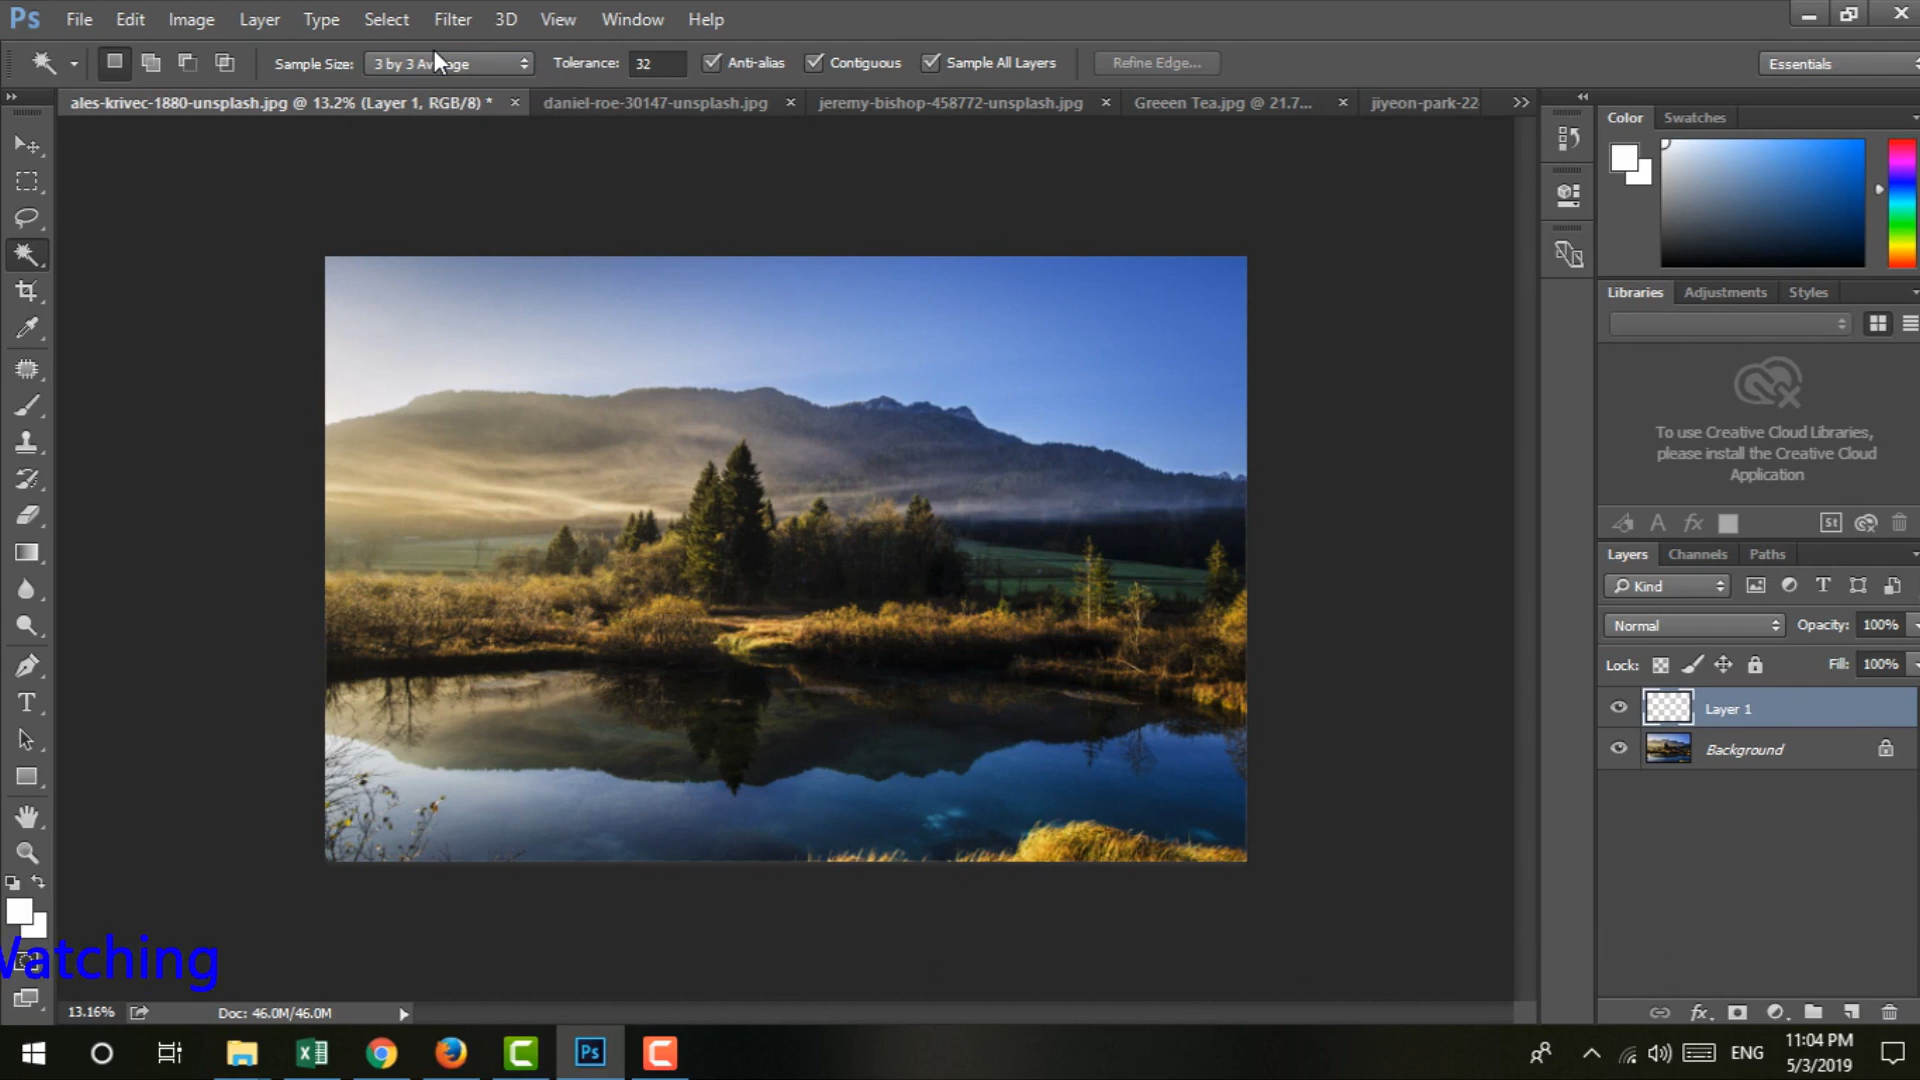 Ps File Edit Image Layer Type Select Filter 3D View Window Help
Sample Size: 3 by 3 Average Tolerance: 32 Anti-alias Contiguous Sample All Layers Refine Edge... Essentials
ales-krivec-1880-unsplash.jpg @ 13.2% (Layer 1, RGB/8) * daniel-roe-30147-unsplash.jpg jeremy-bishop-458772-unsplash.jpg Greeen Tea.jpg @ 21.7... jiyeon-park-22
Color Swatches
Libraries Adjustments Styles
To use Creative Cloud Libraries,
please install the Creative Cloud
Application
St
Layers Channels Paths
Kind
Normal Opacity: 100%
Lock: Fill: 100%
Layer 1
Background
Watching
13.16% Doc: 46.0M/46.0M
ENG 11:04 PM
5/3/2019